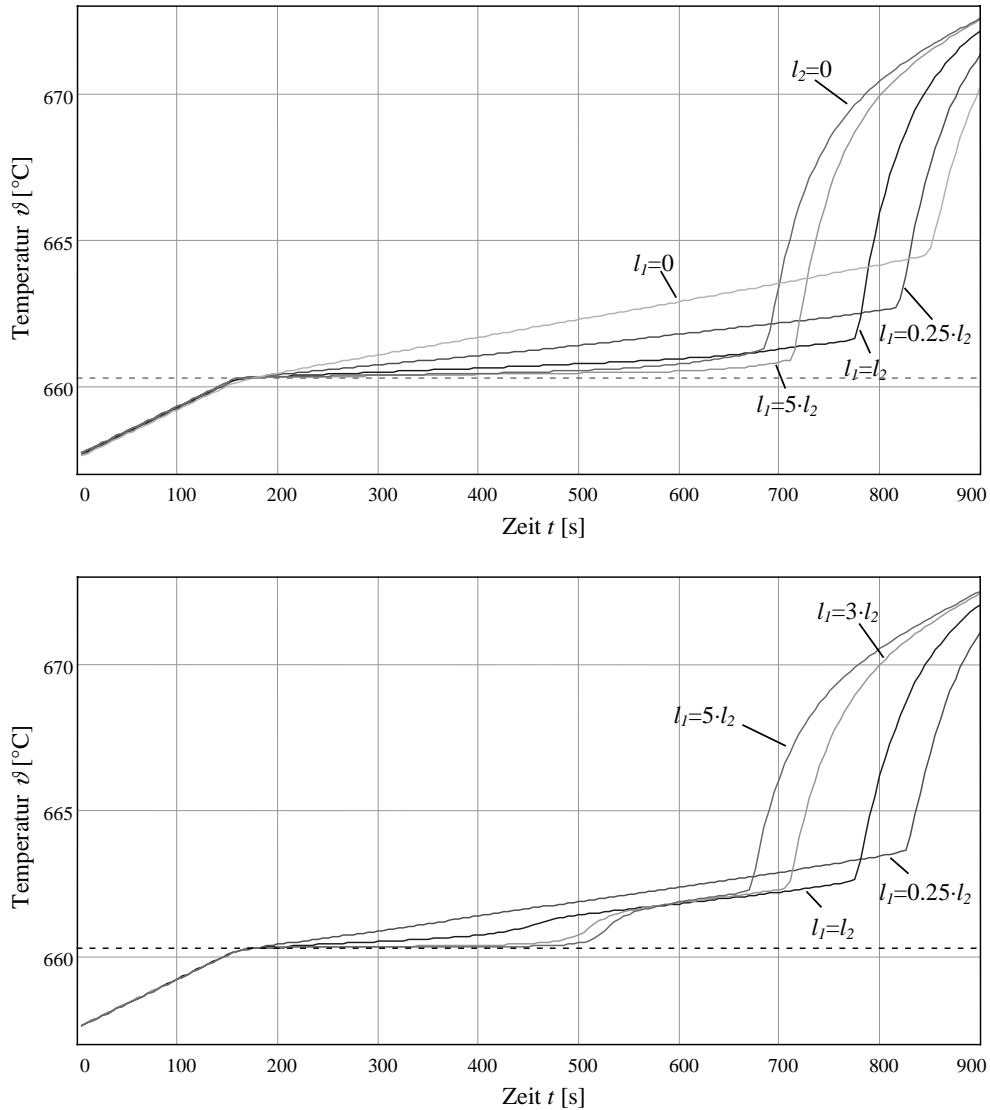 670
665
660
Temperatur ϑ [°C]
l2=0
l1=0
l1=0.25·l2
l1=l2
l1=5·l2
0 100 200 300 400 500 600 700 800 900
Zeit t [s]
670
665
660
Temperatur ϑ [°C]
l1=3·l2
l1=5·l2
l1=0.25·l2
l1=l2
0 100 200 300 400 500 600 700 800 900
Zeit t [s]